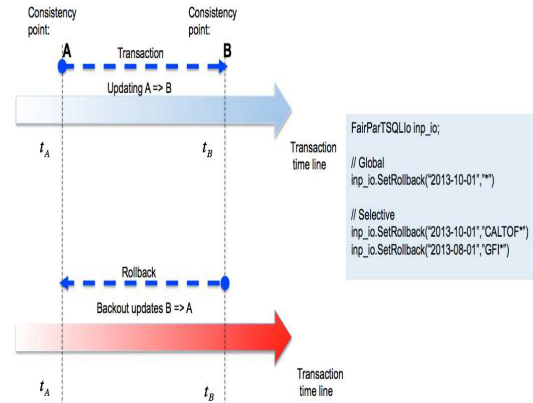 Consistency
point:
Consistency
point:
A
Transaction
B
Updating A => B
t_A
t_B
Transaction
time line
FairParTSQLIo inp_io;
// Global
inp_io.SetRollback("2013-10-01","*")
// Selective
inp_io.SetRollback("2013-10-01","CALTOF*")
inp_io.SetRollback("2013-08-01","GFI*")
Rollback
Backout updates B => A
t_A
t_B
Transaction
time line